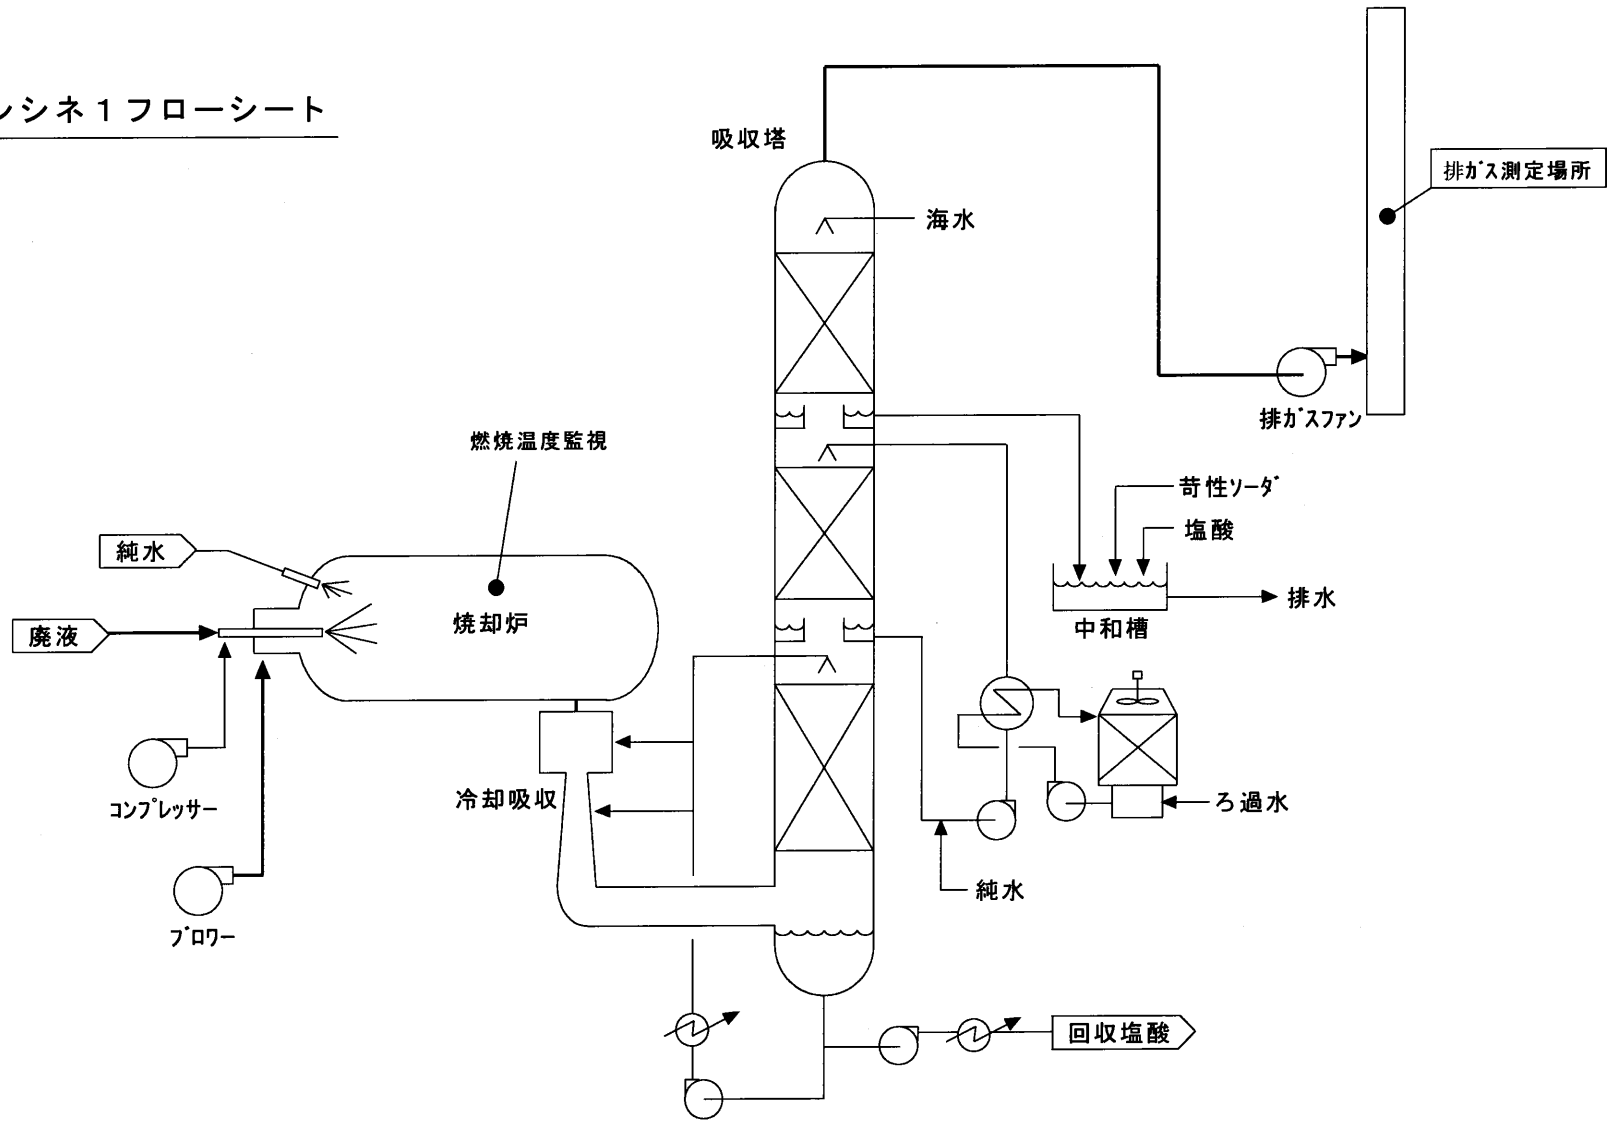 シネ１フローシート
吸収塔
排ｶﾞｽ測定場所
海水
排ｶﾞｽﾌｧﾝ
燃焼温度監視
苛性ｿｰﾀﾞ
塩酸
純水
焼却炉
廃液
排水
中和槽
冷却吸収
ｺﾝﾌﾟﾚｯｻｰ
ろ過水
純水
ﾌﾞﾛﾜｰ
回収塩酸